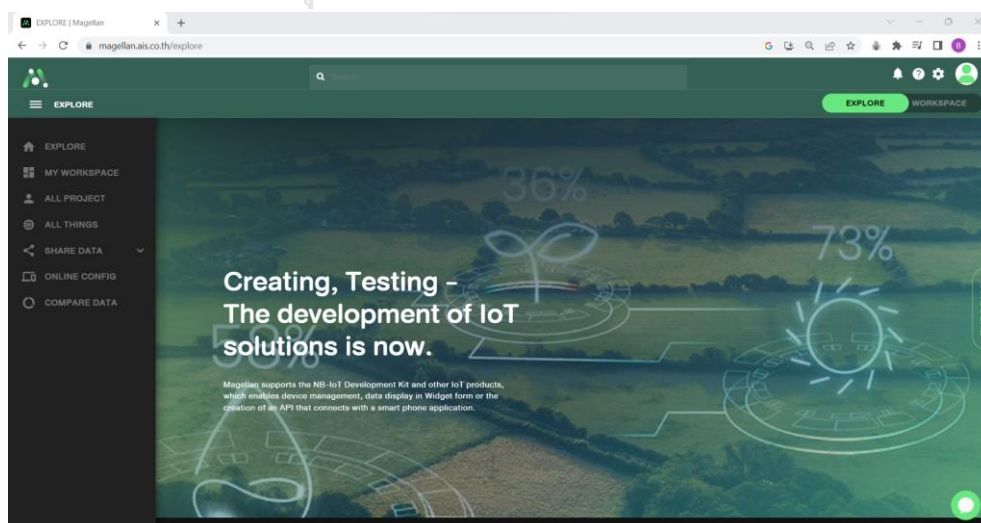 EXPLORE | Magellan
magellan.ais.co.th/explore
Search
EXPLORE
EXPLORE WORKSPACE
EXPLORE
MY WORKSPACE
ALL PROJECT
ALL THINGS
SHARE DATA
ONLINE CONFIG
COMPARE DATA
36%
73%
Creating, Testing -
The development of IoT
58%
solutions is now.
Magellan supports the NB-IoT Development Kit and other IoT products,
which enables device management, data display in Widget form or the
creation of an API that connects with a smart phone application.
B